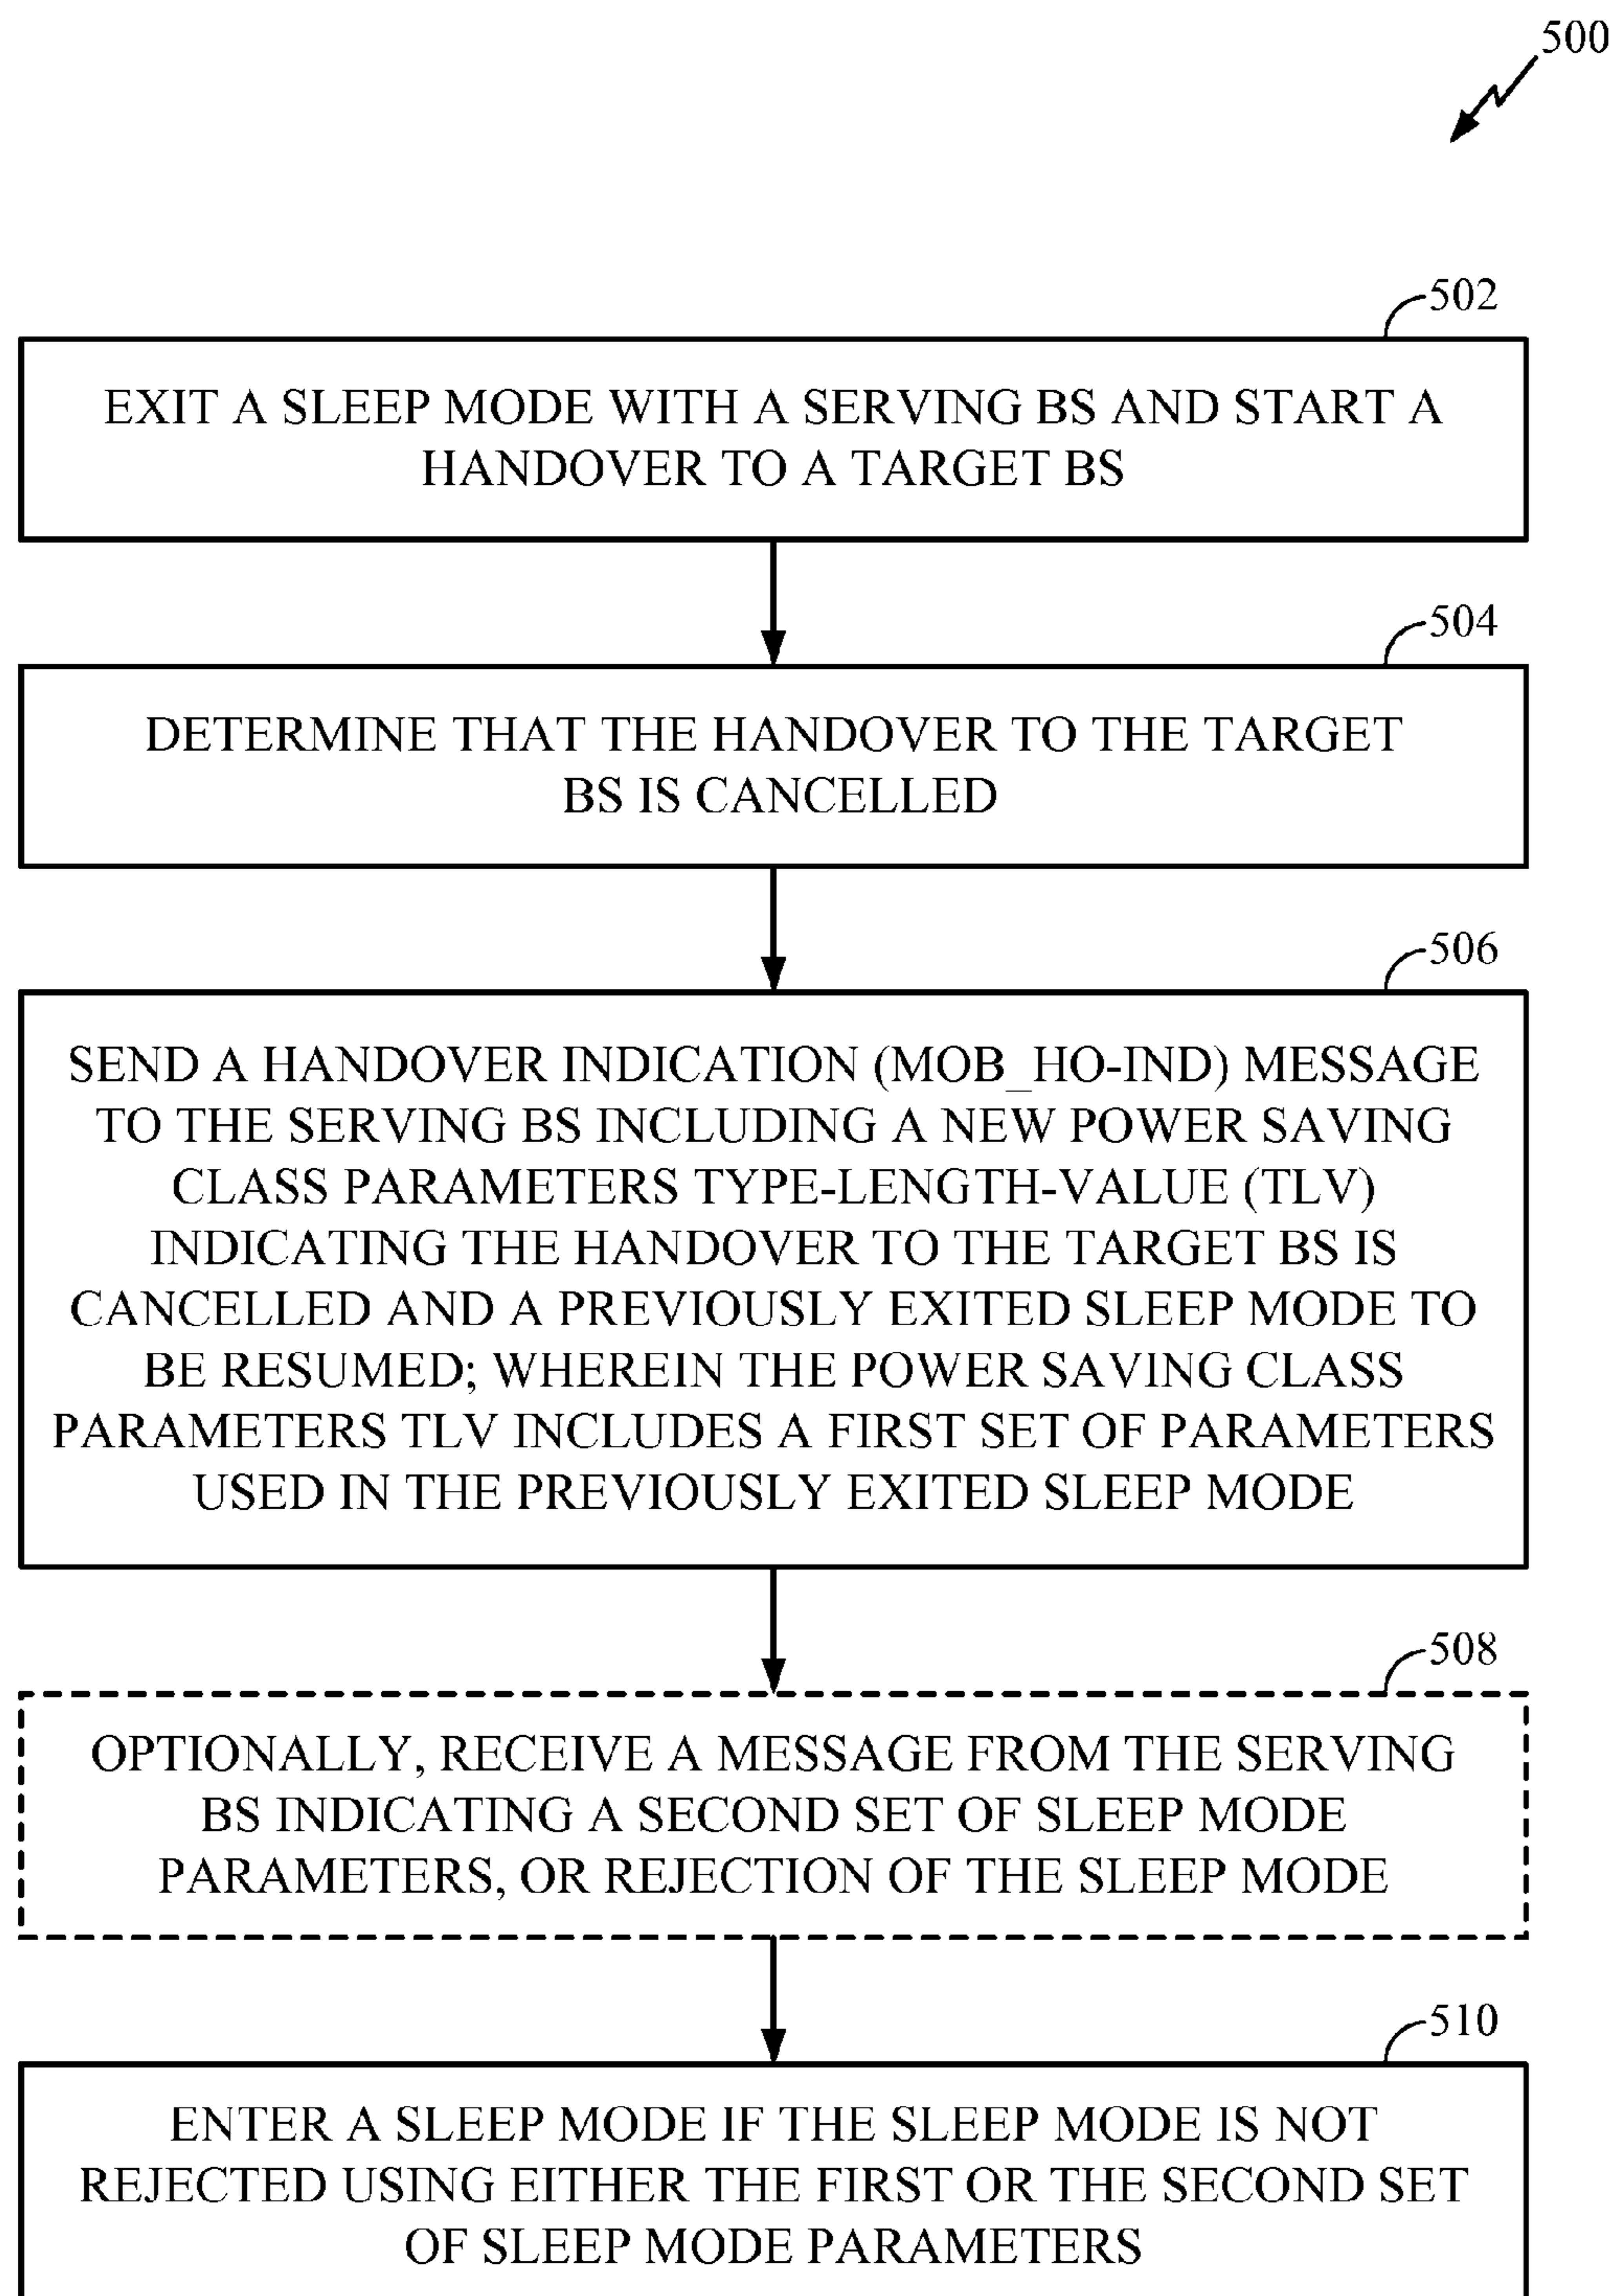 500
502
EXIT A SLEEP MODE WITH A SERVING BS AND START A
HANDOVER TO A TARGET BS
504
DETERMINE THAT THE HANDOVER TO THE TARGET
BS IS CANCELLED
506
SEND A HANDOVER INDICATION (MOB_HO-IND) MESSAGE
TO THE SERVING BS INCLUDING A NEW POWER SAVING
CLASS PARAMETERS TYPE-LENGTH-VALUE (TLV)
INDICATING THE HANDOVER TO THE TARGET BS IS
CANCELLED AND A PREVIOUSLY EXITED SLEEP MODE TO
BE RESUMED; WHEREIN THE POWER SAVING CLASS
PARAMETERS TLV INCLUDES A FIRST SET OF PARAMETERS
USED IN THE PREVIOUSLY EXITED SLEEP MODE
508
OPTIONALLY, RECEIVE A MESSAGE FROM THE SERVING
BS INDICATING A SECOND SET OF SLEEP MODE
PARAMETERS, OR REJECTION OF THE SLEEP MODE
510
ENTER A SLEEP MODE IF THE SLEEP MODE IS NOT
REJECTED USING EITHER THE FIRST OR THE SECOND SET
OF SLEEP MODE PARAMETERS